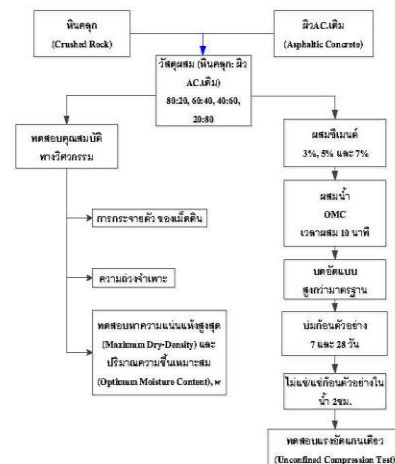 หินคลุก
(Crushed Rock)
ผิวAC.เดิม
(Asphaltic Concrete)
วัสดุผสม (หินคลุก: ผิว
AC.เดิม)
80:20, 60:40, 40:60,
20:80
ทดสอบคุณสมบัติ
ทางวิศวกรรม
การกระจายตัว ของเม็ดดิน
ความถ่วงจำเพาะ
ทดสอบหาความแน่นแห้งสูงสุด
(Maximum Dry-Density) และ
ปริมาณความชื้นเหมาะสม
(Optimum Moisture Content), w
ผสมซีเมนต์
3%, 5% และ 7%
ผสมน้ำ
OMC
เวลาผสม 10 นาที
บดอัดแบบ
สูงกว่ามาตรฐาน
บ่มก้อนตัวอย่าง
7 และ 28 วัน
ไม่แช่/แช่ก้อนตัวอย่างใน
น้ำ 2ชม.
ทดสอบแรงอัดแกนเดียว
(Unconfined Compression Test)